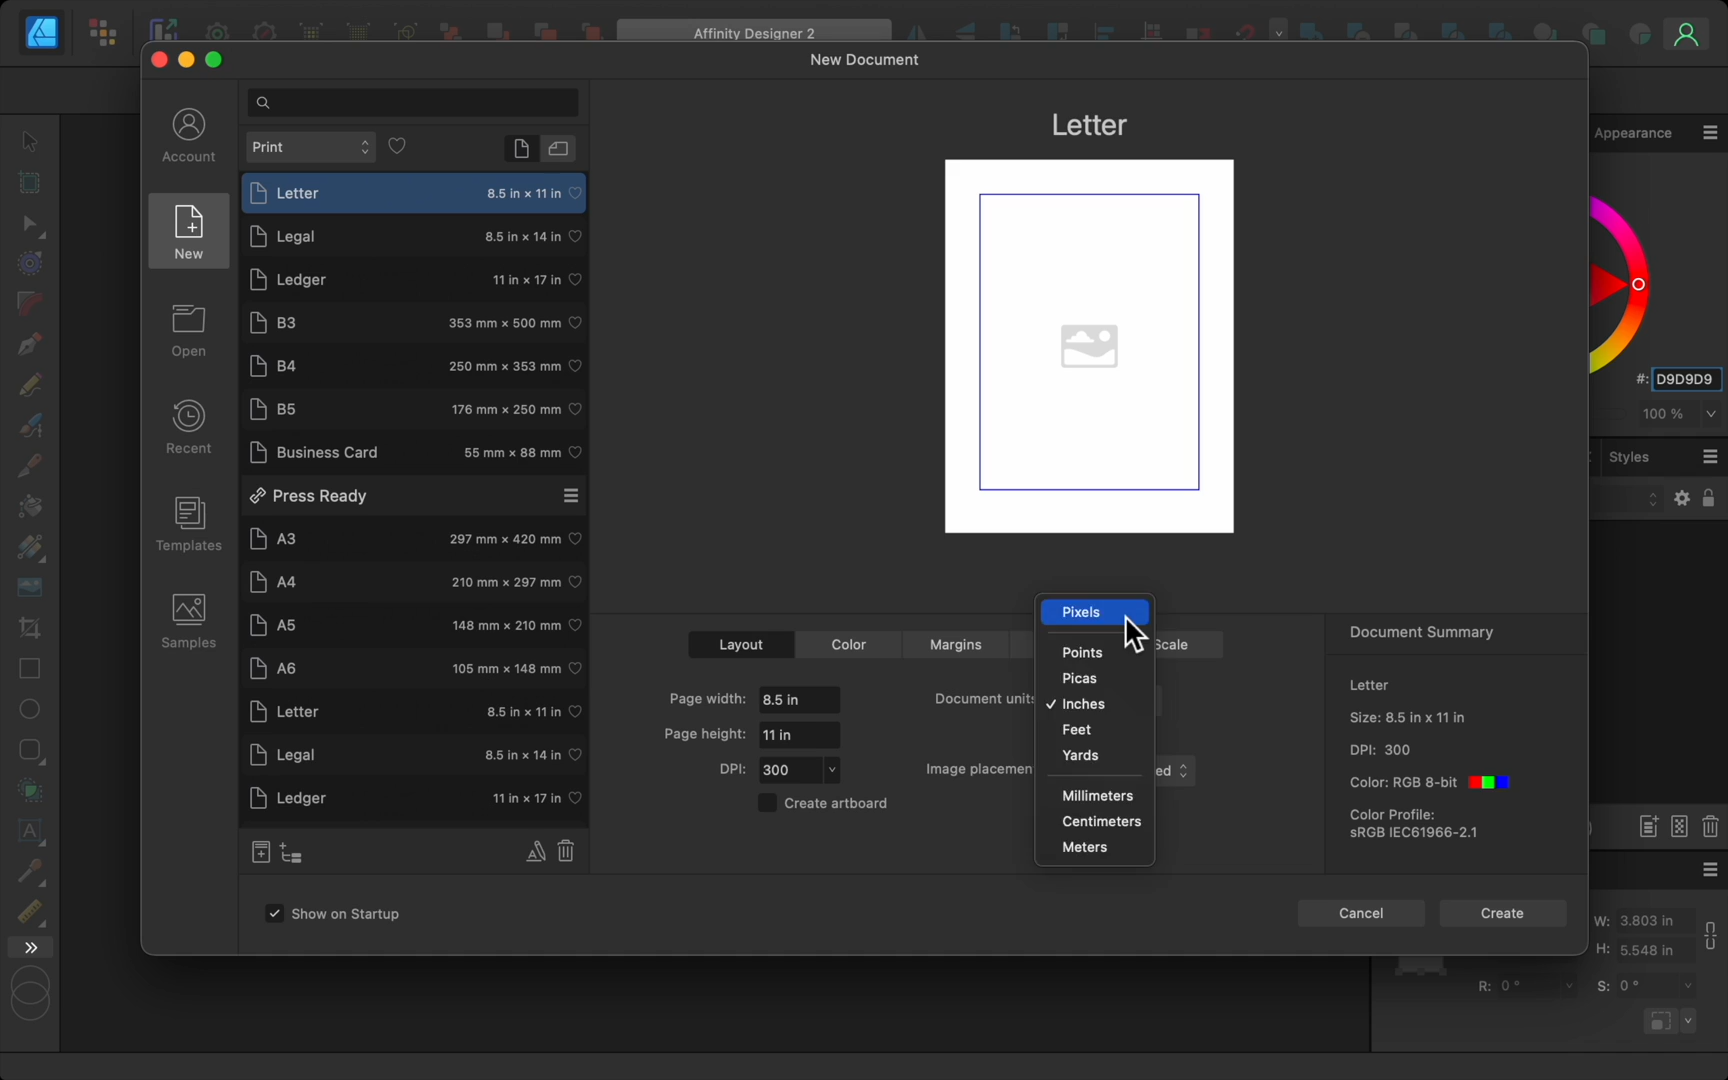 Affinity Designer 2
New Document
Account
New
Open
Recent
Templates
Samples
Print
Letter 8.5 in × 11 in
Legal 8.5 in × 14 in
Ledger 11 in × 17 in
B3 353 mm × 500 mm
B4 250 mm × 353 mm
B5 176 mm × 250 mm
Business Card 55 mm × 88 mm
Press Ready
A3 297 mm × 420 mm
A4 210 mm × 297 mm
A5 148 mm × 210 mm
A6 105 mm × 148 mm
Letter 8.5 in × 11 in
Legal 8.5 in × 14 in
Ledger 11 in × 17 in
Show on Startup
Letter
Layout Color Margins Scale
Page width: 8.5 in
Page height: 11 in
DPI: 300
Create artboard
Document units
Image placement ed
Pixels
Points
Picas
✓ Inches
Feet
Yards
Millimeters
Centimeters
Meters
Document Summary
Letter
Size: 8.5 in x 11 in
DPI: 300
Color: RGB 8-bit
Color Profile:
sRGB IEC61966-2.1
Cancel Create
Appearance
#: D9D9D9
100 %
Styles
W: 3.803 in
H: 5.548 in
R: 0 ° S: 0 °